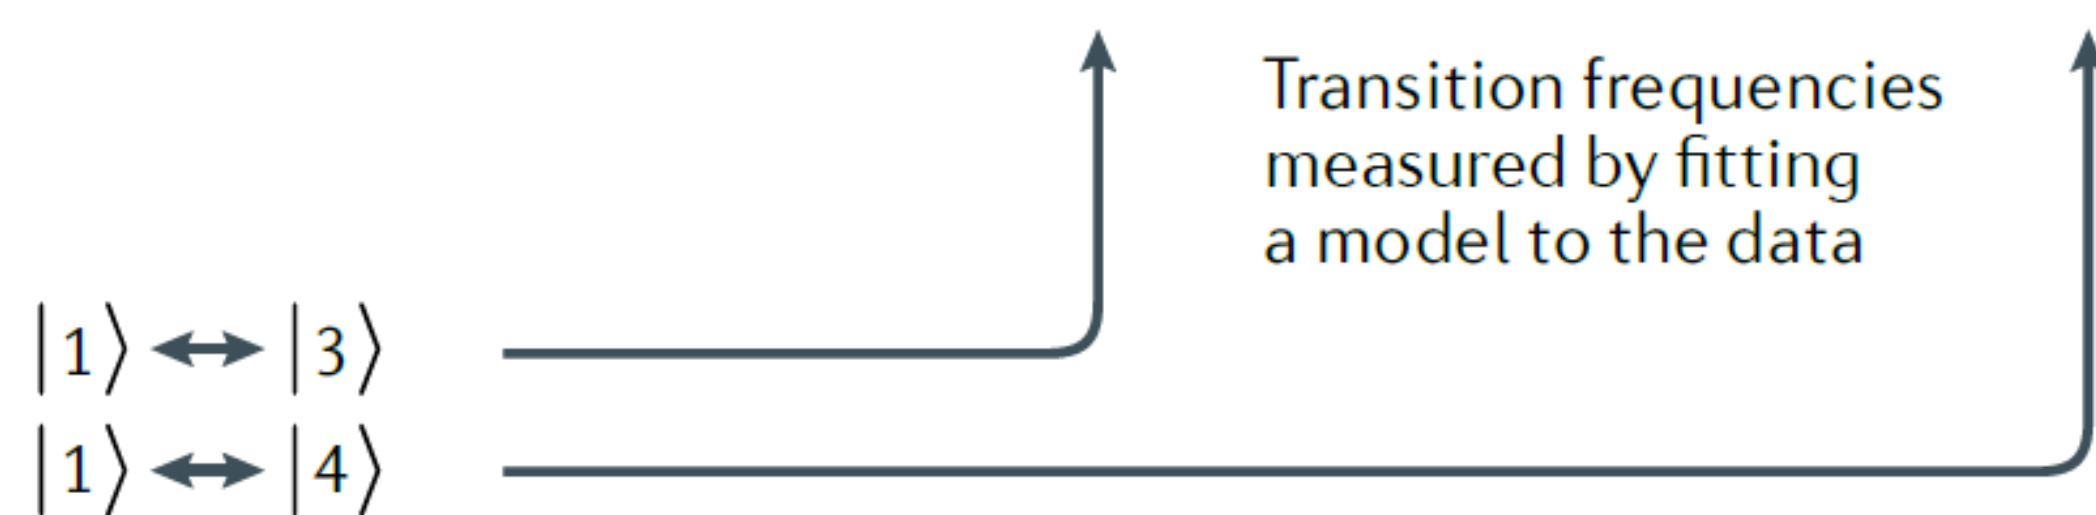 Transition frequencies
measured by fitting
a model to the data
|1⟩ ↔ |3⟩
|1⟩ ↔ |4⟩